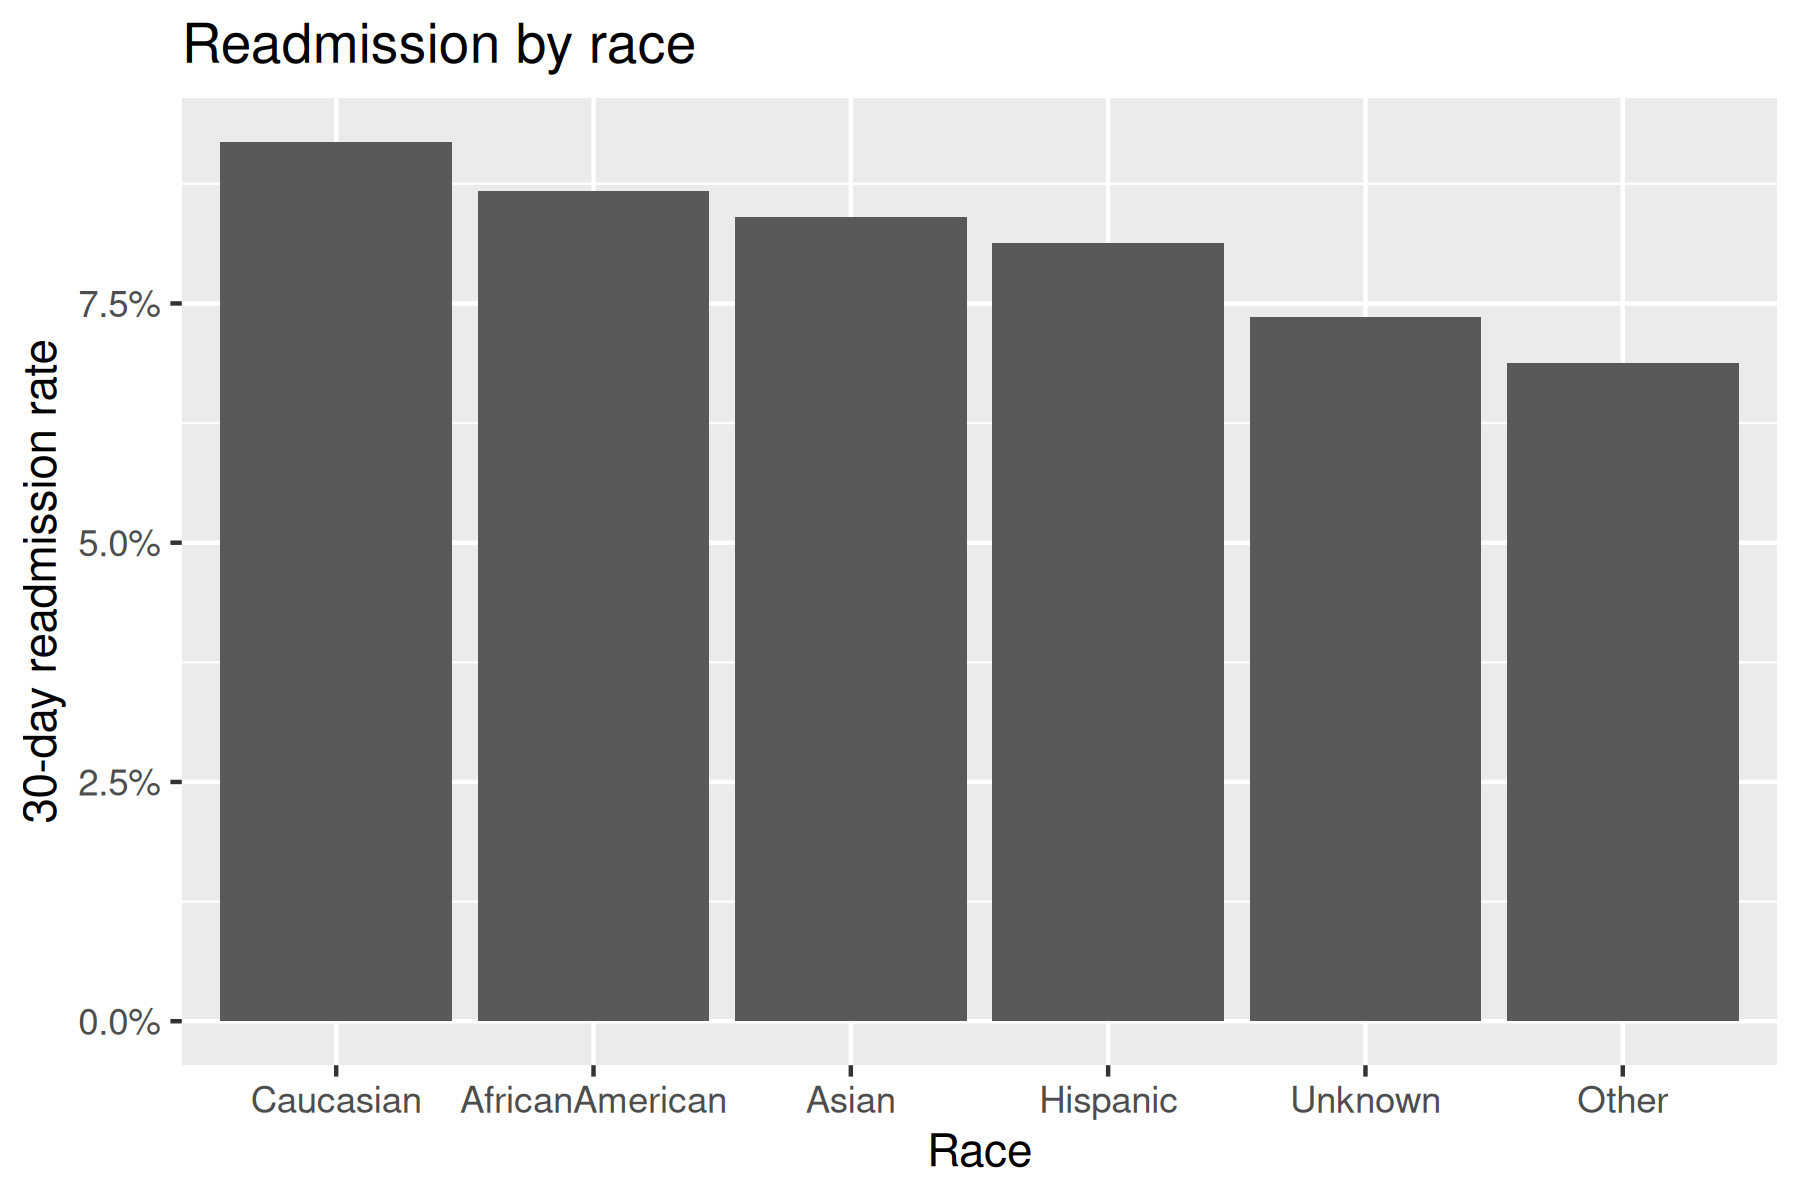 Readmission by race
30-day readmission rate
7.5%
5.0%
2.5%
0.0%
Caucasian AfricanAmerican Asian Hispanic Unknown Other
Race